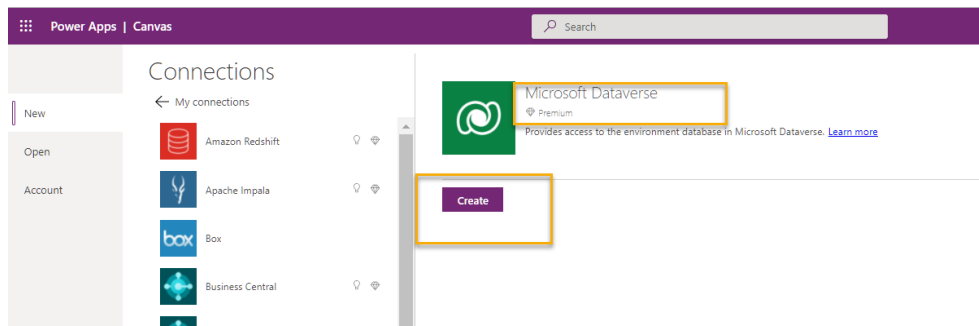 Power Apps | Canvas
Search
Connections
My connections
New
Open
Account
Amazon Redshift
Apache Impala
box
Box
Business Central
Microsoft Dataverse
Premium
Provides access to the environment database in Microsoft Dataverse. Learn more
Create